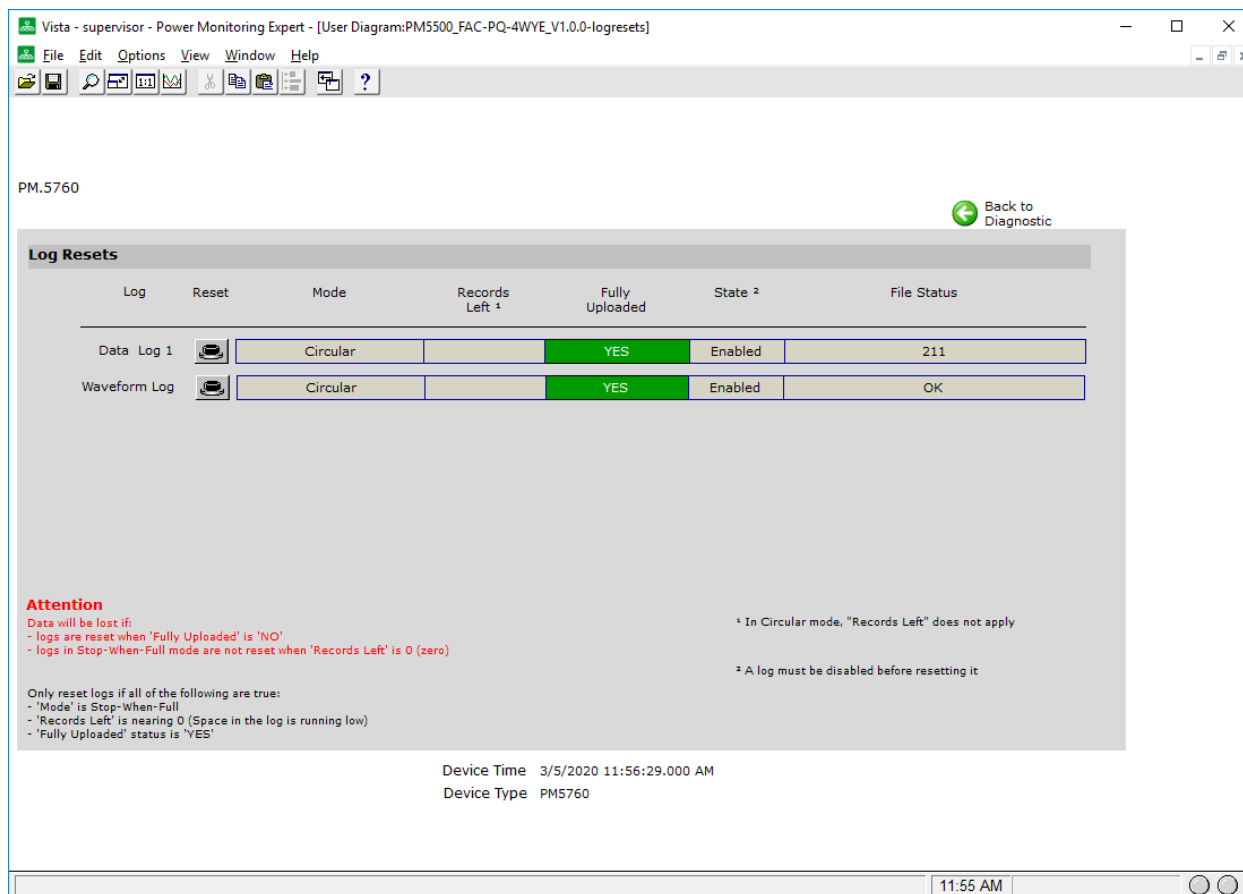 Vista - supervisor - Power Monitoring Expert - [User Diagram:PM5500_FAC-PQ-4WYE_V1.0.0-logresets]
File Edit Options View Window Help
1:1 ?
PM.5760
Back to
Diagnostic
Log Resets
Log Reset Mode Records Fully State ² File Status
Left ¹ Uploaded
Data Log 1 Circular YES Enabled 211
Waveform Log Circular YES Enabled OK
Attention
Data will be lost if:
- logs are reset when 'Fully Uploaded' is 'NO'
- logs in Stop-When-Full mode are not reset when 'Records Left' is 0 (zero)
¹ In Circular mode, "Records Left" does not apply
² A log must be disabled before resetting it
Only reset logs if all of the following are true:
- 'Mode' is Stop-When-Full
- 'Records Left' is nearing 0 (Space in the log is running low)
- 'Fully Uploaded' status is 'YES'
Device Time 3/5/2020 11:56:29.000 AM
Device Type PM5760
11:55 AM